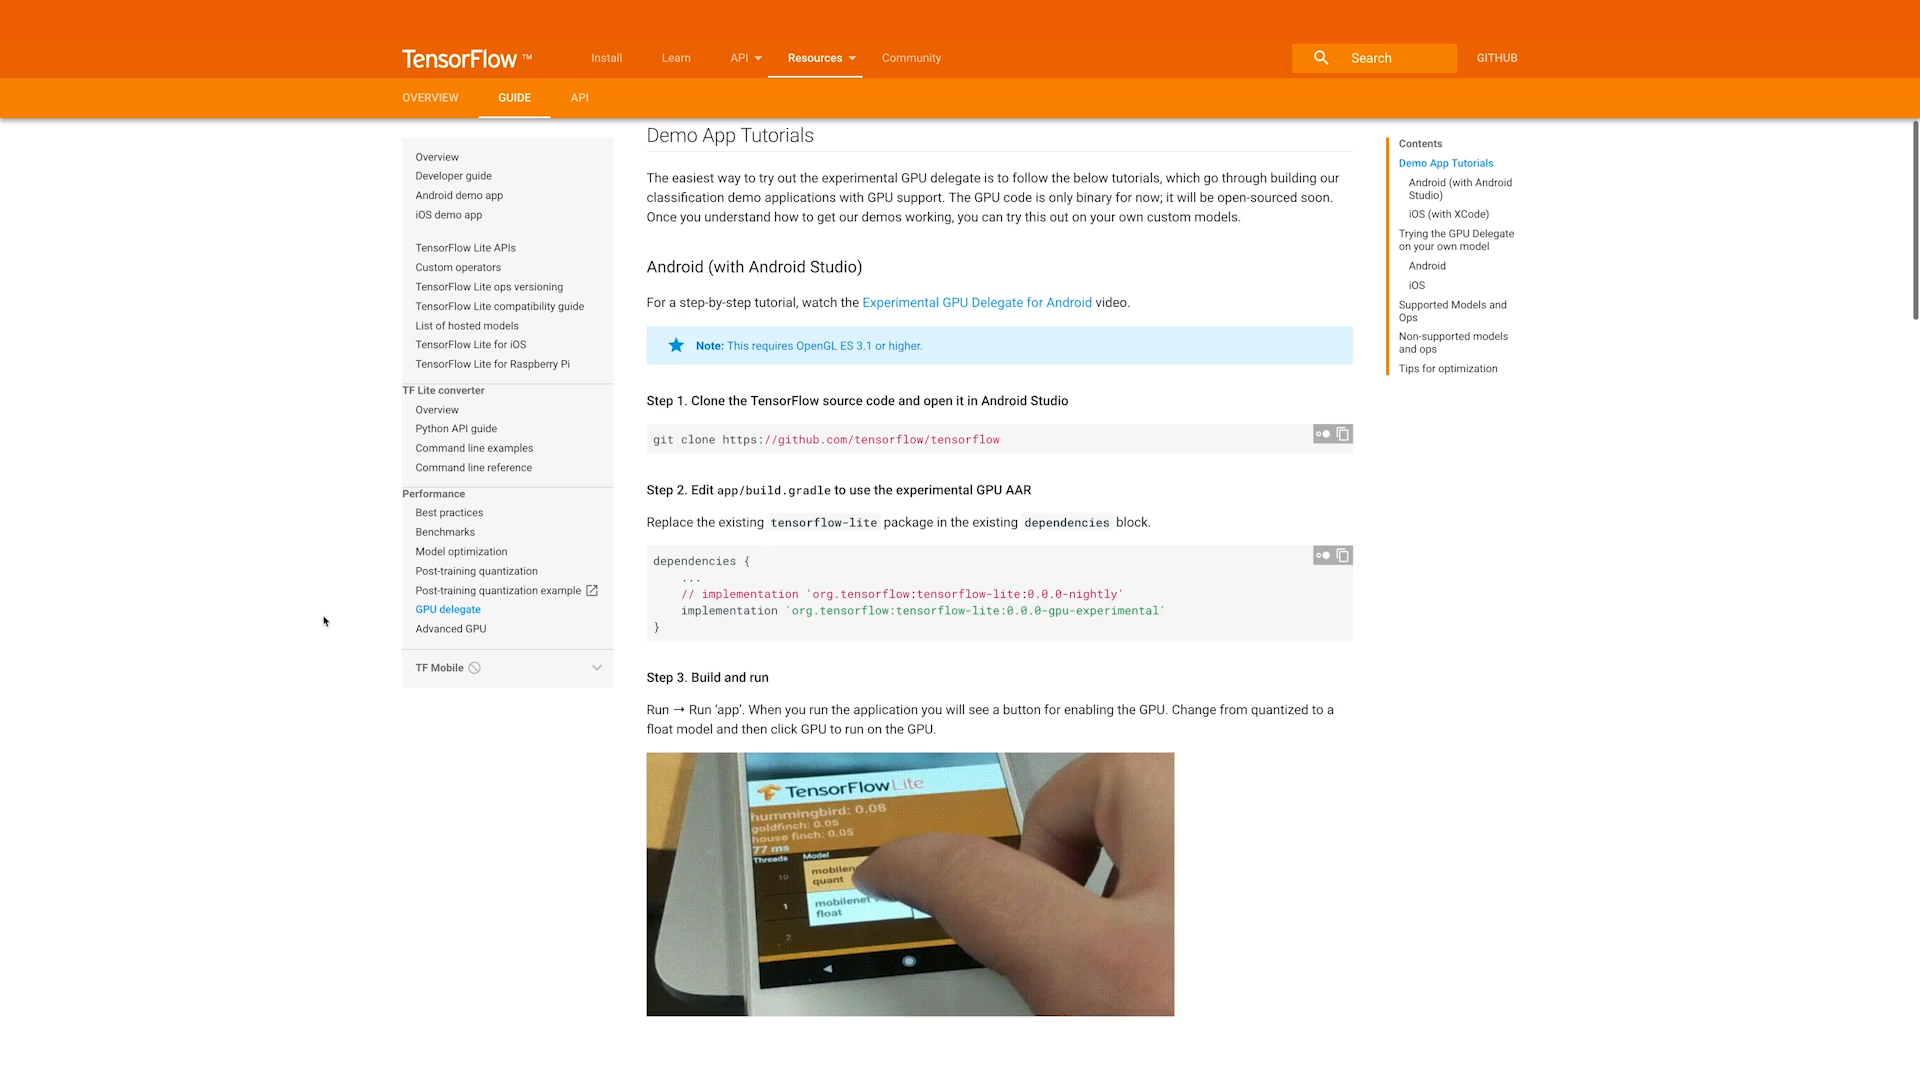 TensorFlow ™
Install
Learn
API
Resources
Community
Search
GITHUB
OVERVIEW
GUIDE
API
Overview
Developer guide
Android demo app
iOS demo app
TensorFlow Lite APIs
Custom operators
TensorFlow Lite ops versioning
TensorFlow Lite compatibility guide
List of hosted models
TensorFlow Lite for iOS
TensorFlow Lite for Raspberry Pi
TF Lite converter
Overview
Python API guide
Command line examples
Command line reference
Performance
Best practices
Benchmarks
Model optimization
Post-training quantization
Post-training quantization example
GPU delegate
Advanced GPU
TF Mobile
Demo App Tutorials
The easiest way to try out the experimental GPU delegate is to follow the below tutorials, which go through building our
classification demo applications with GPU support. The GPU code is only binary for now; it will be open-sourced soon.
Once you understand how to get our demos working, you can try this out on your own custom models.
Android (with Android Studio)
For a step-by-step tutorial, watch the Experimental GPU Delegate for Android video.
Note: This requires OpenGL ES 3.1 or higher.
Step 1. Clone the TensorFlow source code and open it in Android Studio
git clone https://github.com/tensorflow/tensorflow
Step 2. Edit app/build.gradle to use the experimental GPU AAR
Replace the existing tensorflow-lite package in the existing dependencies block.
dependencies {
...
// implementation 'org.tensorflow:tensorflow-lite:0.0.0-nightly'
implementation 'org.tensorflow:tensorflow-lite:0.0.0-gpu-experimental'
}
Step 3. Build and run
Run → Run ‘app’. When you run the application you will see a button for enabling the GPU. Change from quantized to a
float model and then click GPU to run on the GPU.
TensorFlow Lite
hummingbird: 0.08
goldfinch: 0.05
house finch: 0.05
77 ms
Threads Model
10
quant
1
mobilenet
float
2
Contents
Demo App Tutorials
Android (with Android
Studio)
iOS (with XCode)
Trying the GPU Delegate
on your own model
Android
iOS
Supported Models and
Ops
Non-supported models
and ops
Tips for optimization